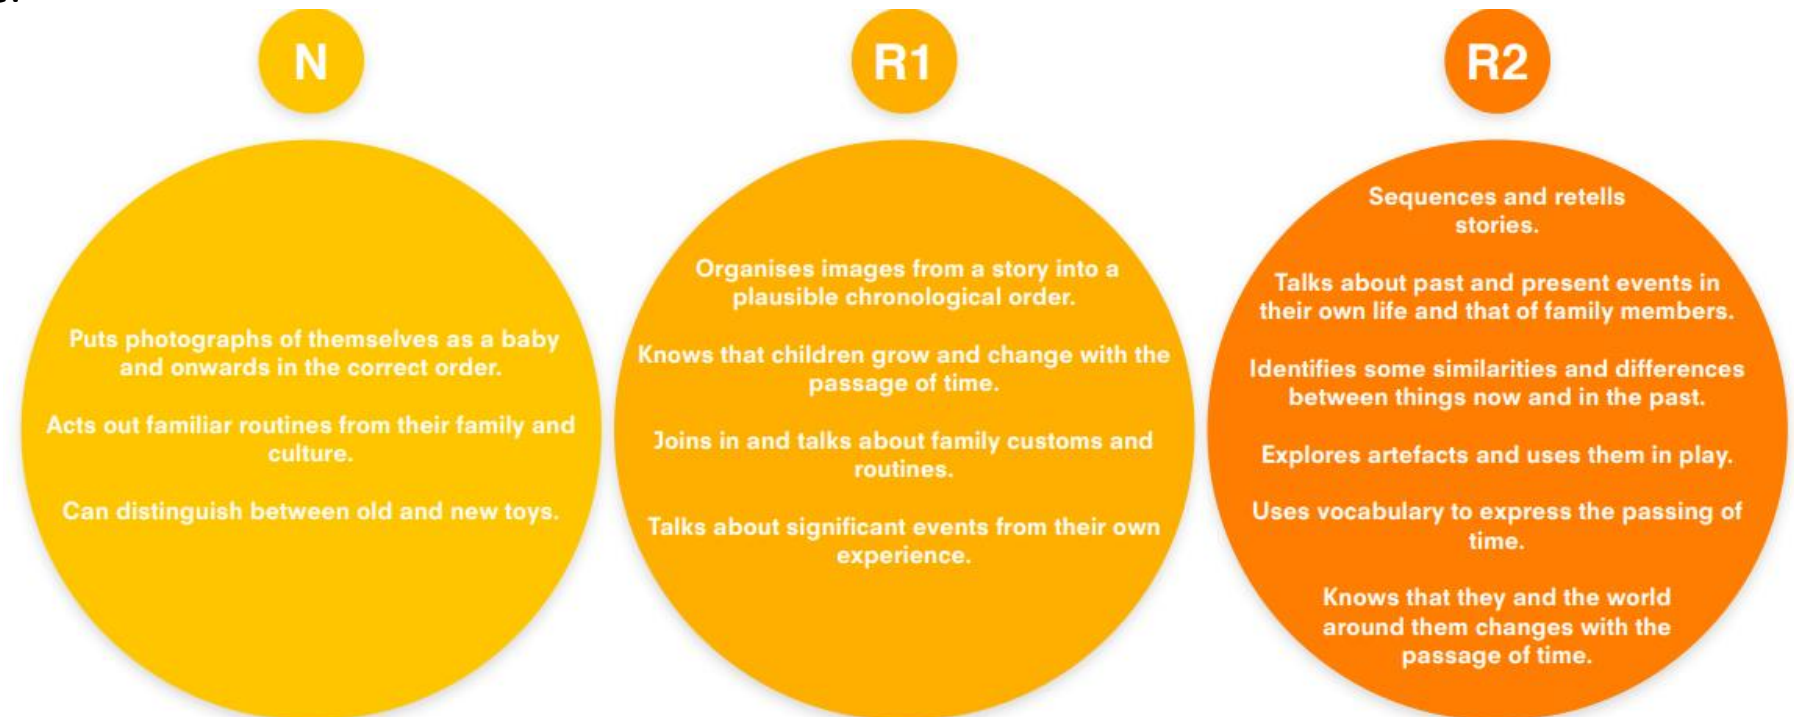 N
Puts photographs of themselves as a baby
and onwards in the correct order.
Acts out familiar routines from their family and
culture.
Can distinguish between old and new toys.
R1
Organises images from a story into a
plausible chronological order.
Knows that children grow and change with the
passage of time.
Joins in and talks about family customs and
routines.
Talks about significant events from their own
experience.
R2
Sequences and retells
stories.
Talks about past and present events in
their own life and that of family members.
Identifies some similarities and differences
between things now and in the past.
Explores artefacts and uses them in play.
Uses vocabulary to express the passing of
time.
Knows that they and the world
around them changes with the
passage of time.